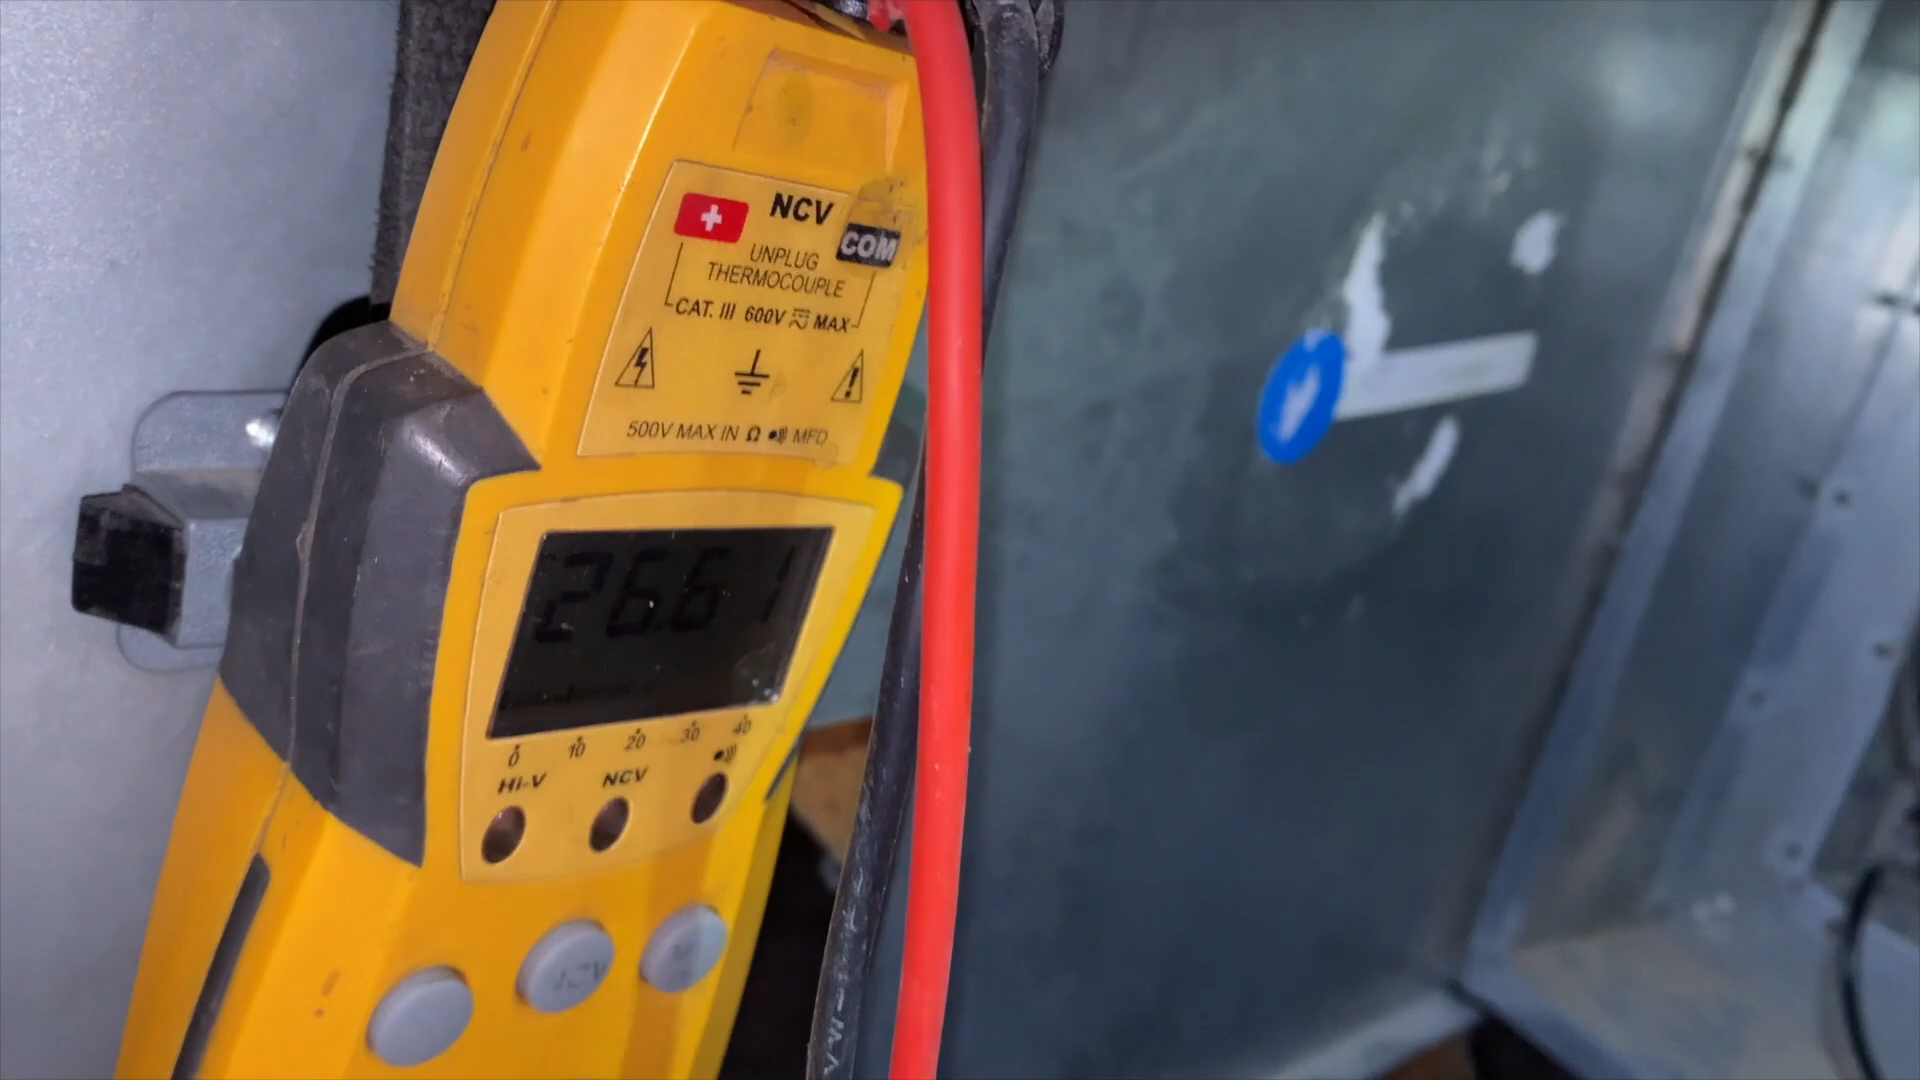 NCV
COM
UNPLUG
THERMOCOUPLE
CAT. III 600V MAX
500V MAX IN Ω MFD
26.61
0 10 20 30 40
Hi-V NCV